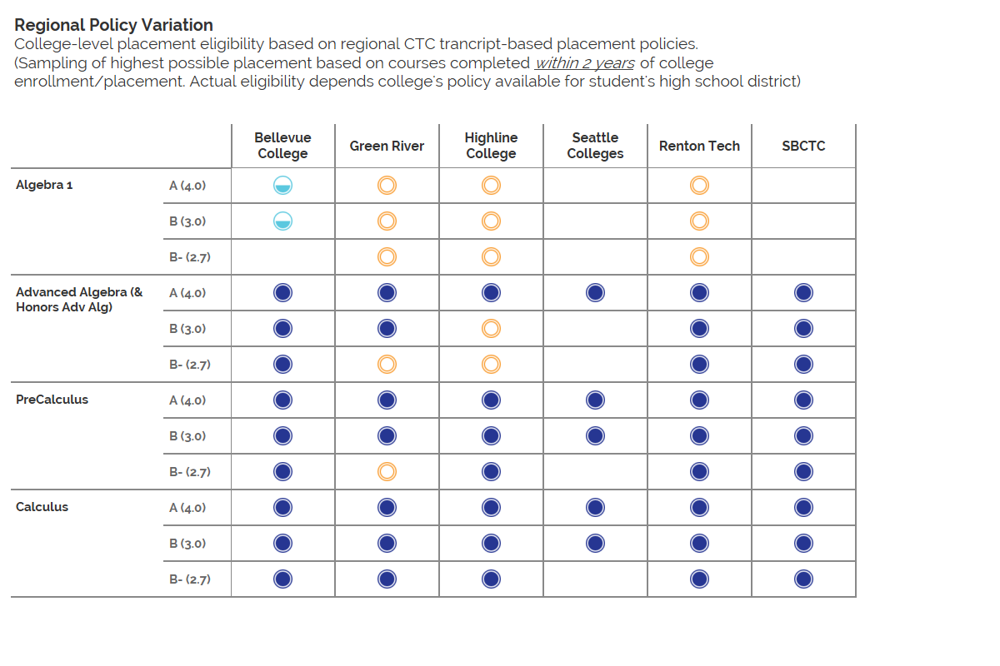 Regional Policy Variation
College-level placement eligibility based on regional CTC trancript-based placement policies.
(Sampling of highest possible placement based on courses completed within 2 years of college
enrollment/placement. Actual eligibility depends college's policy available for student's high school district)
Bellevue College Green River Highline College Seattle Colleges Renton Tech SBCTC
Algebra 1 A (4.0)
B (3.0)
B- (2.7)
Advanced Algebra (& Honors Adv Alg) A (4.0)
B (3.0)
B- (2.7)
PreCalculus A (4.0)
B (3.0)
B- (2.7)
Calculus A (4.0)
B (3.0)
B- (2.7)